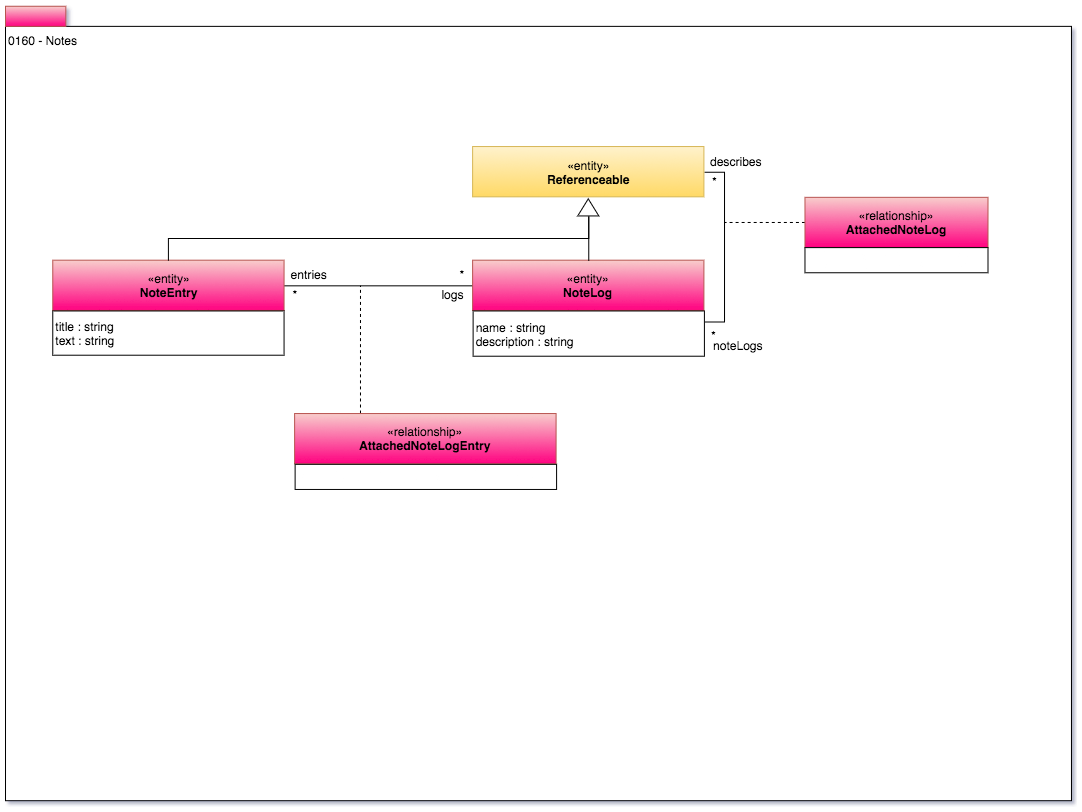 0160 - Notes
«entity»
Referenceable
describes
*
«relationship»
AttachedNoteLog
«entity»
NoteEntry
entries
*
*
logs
«entity»
NoteLog
title : string
text : string
name : string
description : string
*
noteLogs
«relationship»
AttachedNoteLogEntry